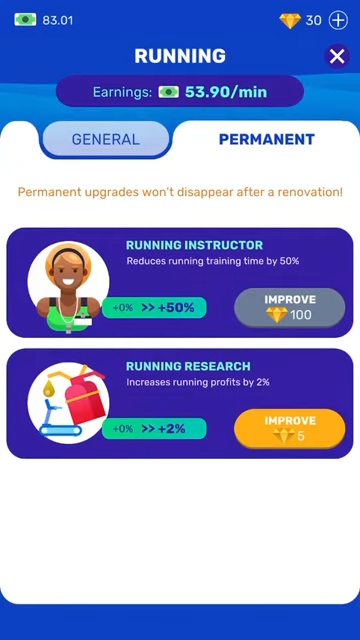 83.01
30
RUNNING
Earnings: 53.90/min
GENERAL
PERMANENT
Permanent upgrades won't disappear after a renovation!
RUNNING INSTRUCTOR
Reduces running training time by 50%
+0% >> +50%
IMPROVE
100
RUNNING RESEARCH
Increases running profits by 2%
+0% >> +2%
IMPROVE
5